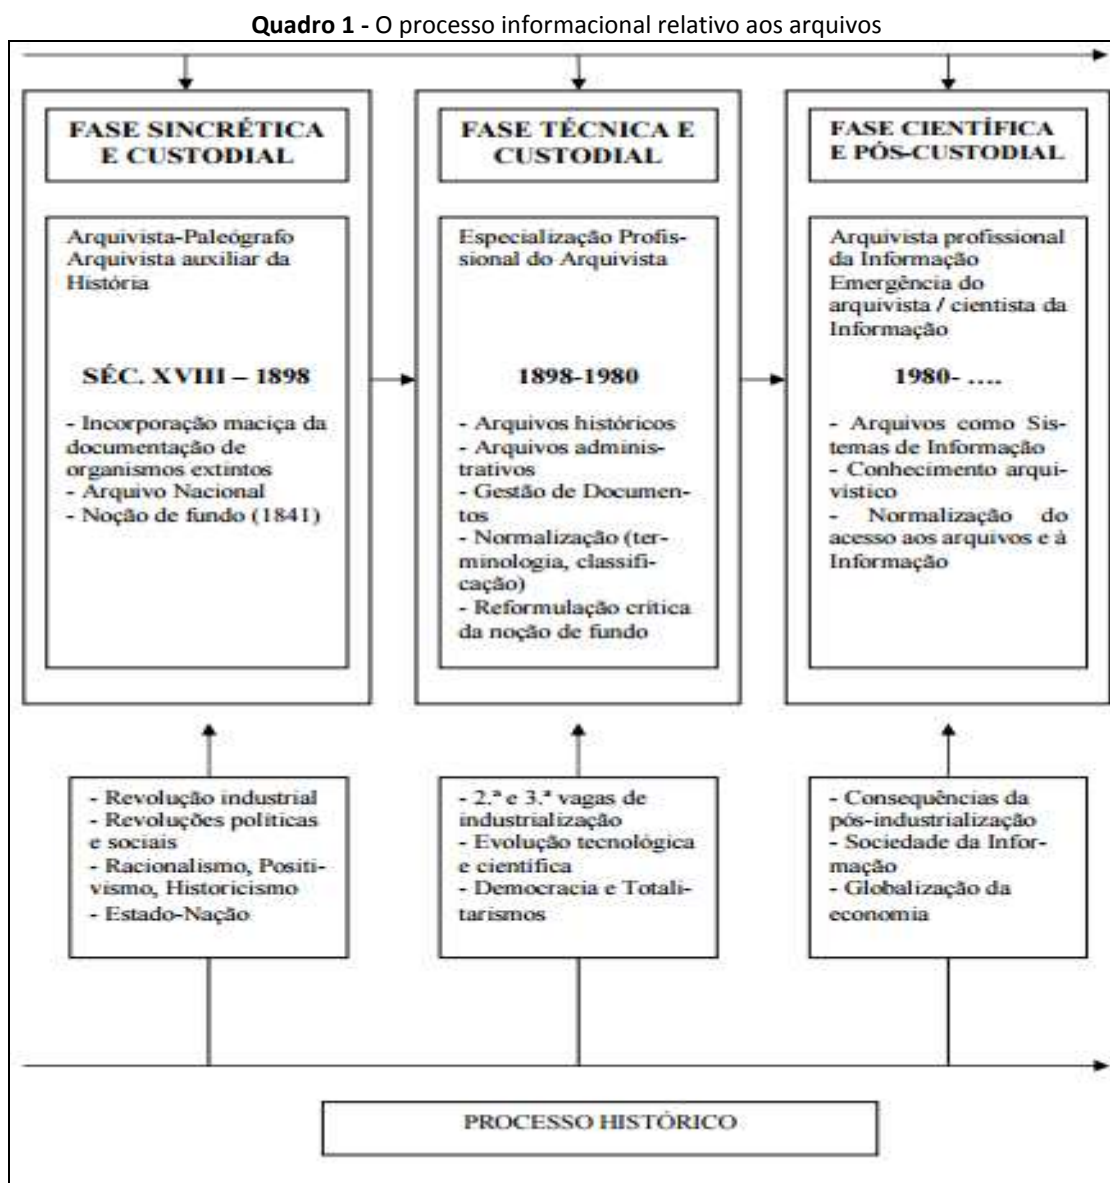 Quadro 1 - O processo informacional relativo aos arquivos
FASE SINCRÉTICA
E CUSTODIAL
Arquivista-Paleógrafo
Arquivista auxiliar da
História
SÉC. XVIII – 1898
- Incorporação maciça da
documentação de
organismos extintos
- Arquivo Nacional
- Noção de fundo (1841)
FASE TÉCNICA E
CUSTODIAL
Especialização Profis-
sional do Arquivista
1898-1980
- Arquivos históricos
- Arquivos adminis-
trativos
- Gestão de Documen-
tos
- Normalização (ter-
minologia, classifi-
cação)
- Reformulação crítica
da noção de fundo
FASE CIENTÍFICA
E PÓS-CUSTODIAL
Arquivista profissional
da Informação
Emergência do
arquivista / cientista da
Informação
1980- ....
- Arquivos como Sis-
temas de Informação
- Conhecimento arqui-
vístico
- Normalização do
acesso aos arquivos e à
Informação
- Revolução industrial
- Revoluções políticas
e sociais
- Racionalismo, Positi-
vismo, Historicismo
- Estado-Nação
- 2.ª e 3.ª vagas de
industrialização
- Evolução tecnológica
e científica
- Democracia e Totali-
tarismos
- Consequências da
pós-industrialização
- Sociedade da Infor-
mação
- Globalização da
economia
PROCESSO HISTÓRICO